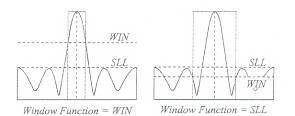 WIN
SLL
Window Function = WIN
SLL
WIN
Window Function = SLL